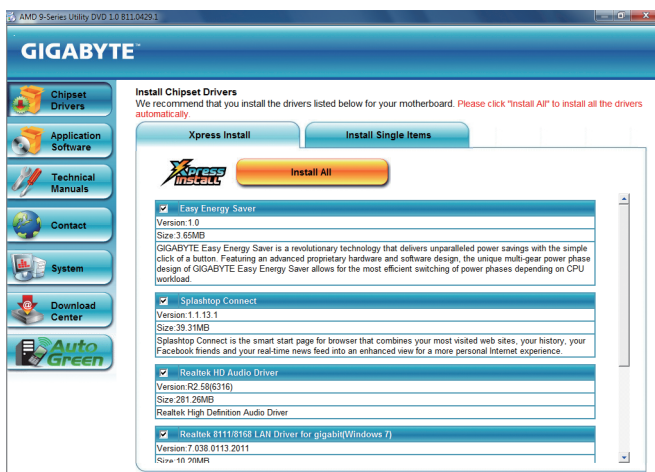 AMD 9-Series Utility DVD 1.0 B11.0429.1
GIGABYTE™
Chipset
Drivers
Application
Software
Technical
Manuals
Contact
System
Download
Center
Auto
Green
Install Chipset Drivers
We recommend that you install the drivers listed below for your motherboard. Please click "Install All" to install all the drivers
automatically.
Xpress Install
Install Single Items
Xpress
Install
Install All
Easy Energy Saver
Version:1.0
Size:3.65MB
GIGABYTE Easy Energy Saver is a revolutionary technology that delivers unparalleled power savings with the simple
click of a button. Featuring an advanced proprietary hardware and software design, the unique multi-gear power phase
design of GIGABYTE Easy Energy Saver allows for the most efficient switching of power phases depending on CPU
workload.
Splashtop Connect
Version:1.1.13.1
Size:39.31MB
Splashtop Connect is the smart start page for browser that combines your most visited web sites, your history, your
Facebook friends and your real-time news feed into an enhanced view for a more personal Internet experience.
Realtek HD Audio Driver
Version:R2.58(6316)
Size:281.26MB
Realtek High Definition Audio Driver
Realtek 8111/8168 LAN Driver for gigabit(Windows 7)
Version:7.038.0113.2011
Size:10.20MB